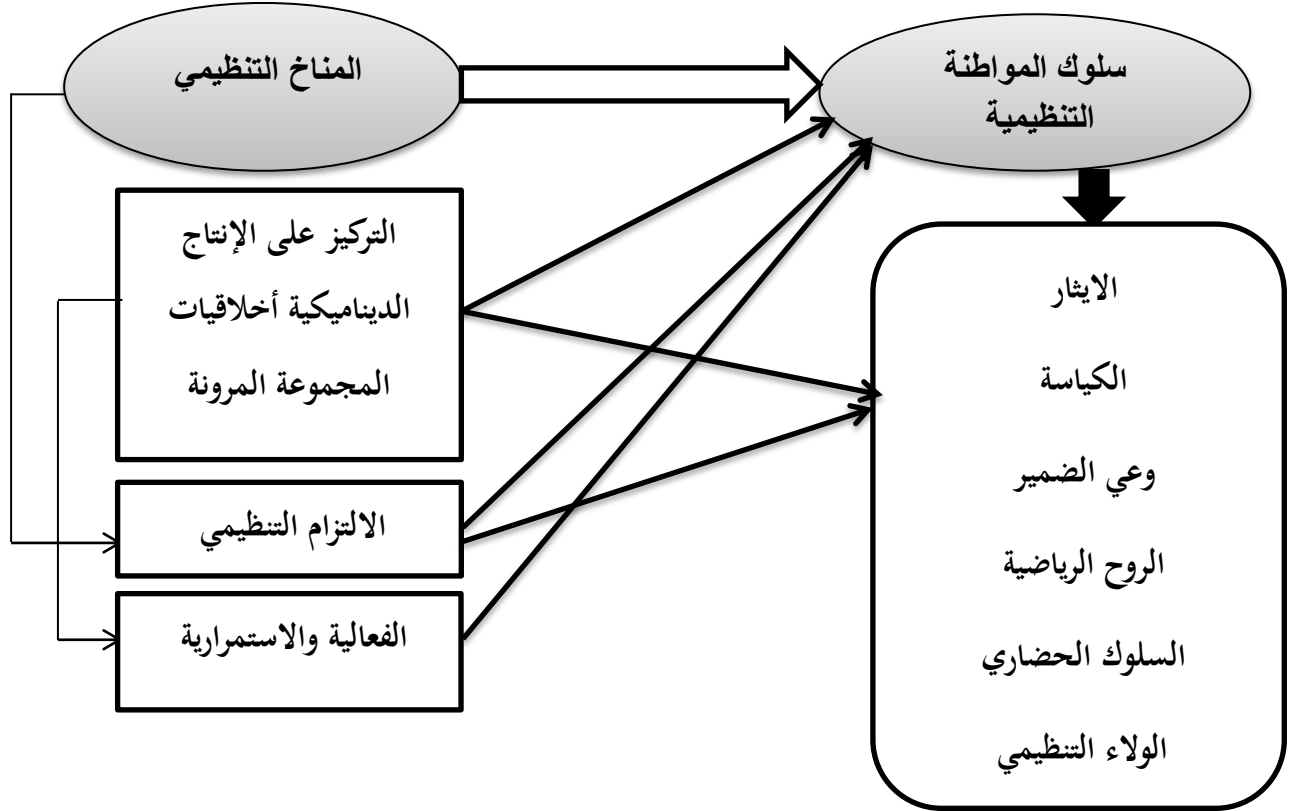 المناخ التنظيمي
سلوك المواطنة
التنظيمية
التركيز على الإنتاج
الديناميكية أخلاقيات
المجموعة المرونة
الالتزام التنظيمي
الفعالية والاستمرارية
الايثار
الكياسة
وعي الضمير
الروح الرياضية
السلوك الحضاري
الولاء التنظيمي